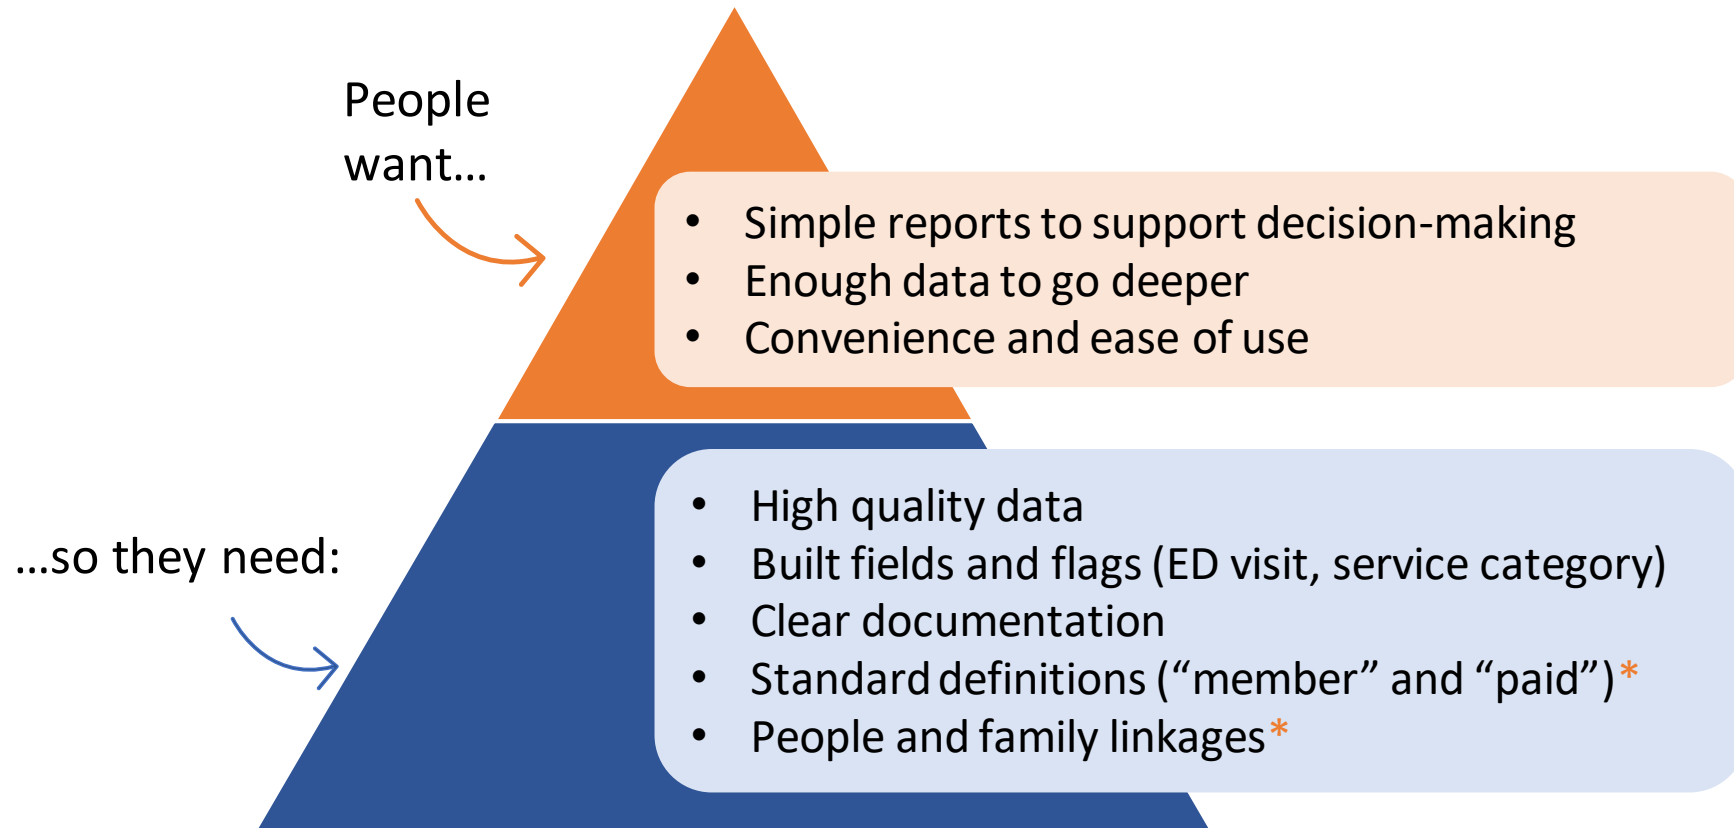 People
want...
• Simple reports to support decision-making
• Enough data to go deeper
• Convenience and ease of use
...so they need:
• High quality data
• Built fields and flags (ED visit, service category)
• Clear documentation
• Standard definitions (“member” and “paid”)*
• People and family linkages*